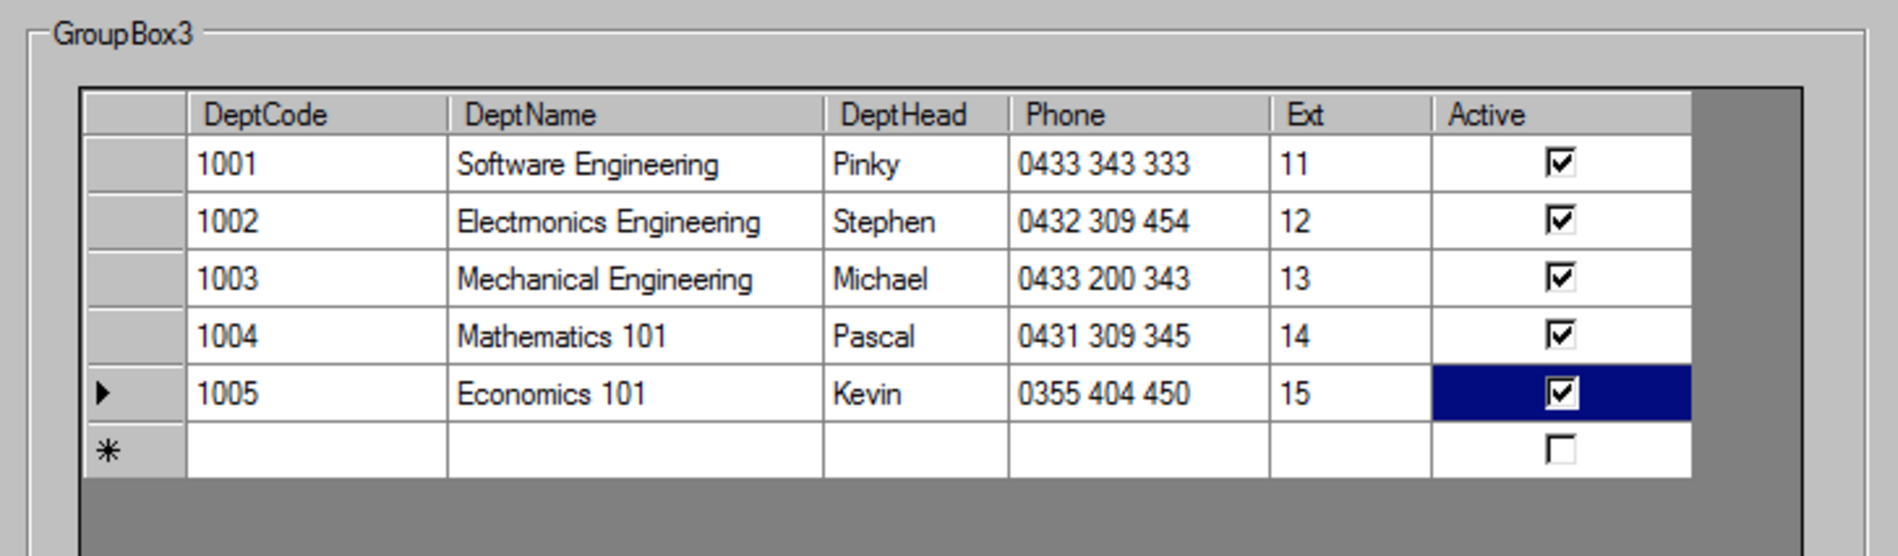 GroupBox3
DeptCode DeptName DeptHead Phone Ext Active
1001 Software Engineering Pinky 0433 343 333 11
1002 Electrnonics Engineering Stephen 0432 309 454 12
1003 Mechanical Engineering Michael 0433 200 343 13
1004 Mathematics 101 Pascal 0431 309 345 14
1005 Economics 101 Kevin 0355 404 450 15